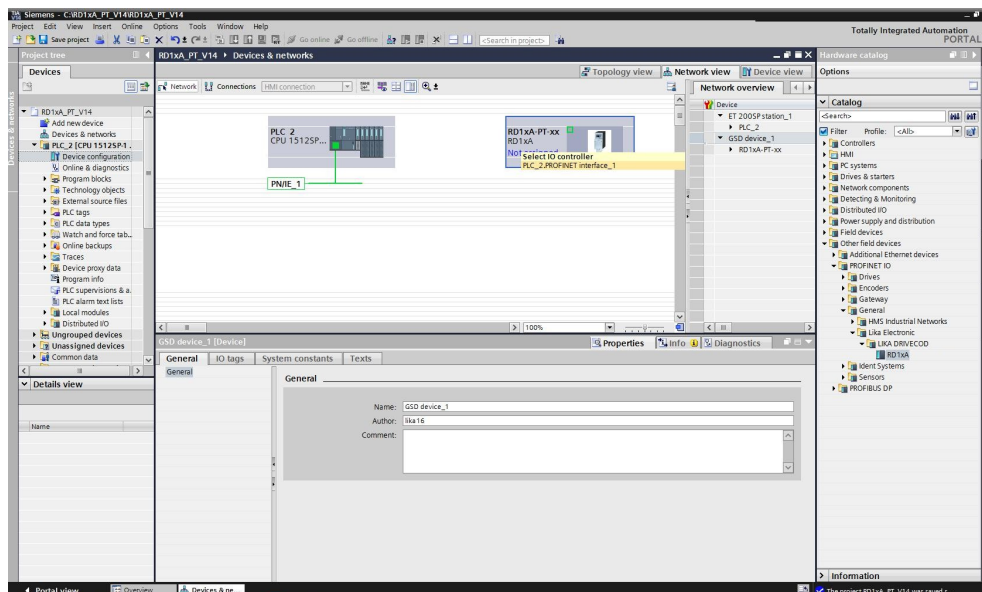 Siemens - C:\RD1xA_PT_V14\RD1xA_PT_V14
Project Edit View Insert Online Options Tools Window Help
Save project Go online Go offline <Search in project>
Totally Integrated Automation
PORTAL
Project tree
Devices
Devices & networks
RD1xA_PT_V14
Add new device
Devices & networks
PLC_2 [CPU 1512SP-1 ...
Device configuration
Online & diagnostics
Program blocks
Technology objects
External source files
PLC tags
PLC data types
Watch and force tab...
Online backups
Traces
Device proxy data
Program info
PLC supervisions & a...
PLC alarm text lists
Local modules
Distributed I/O
Ungrouped devices
Unassigned devices
Common data
Details view
Name
RD1xA_PT_V14 ▸ Devices & networks
Topology view Network view Device view
Network Connections HMI connection
PLC_2
CPU 1512SP...
PN/IE_1
RD1xA-PT-xx
RD1xA
Select IO controller
PLC_2.PROFINET interface_1
100%
Network overview
Device
ET 200SP station_1
PLC_2
GSD device_1
RD1xA-PT-xx
GSD device_1 [Device]
Properties Info Diagnostics
General IO tags System constants Texts
General
General
Name: GSD device_1
Author: lika16
Comment:
Hardware catalog
Options
Catalog
<Search>
Filter Profile: <All>
Controllers
HMI
PC systems
Drives & starters
Network components
Detecting & Monitoring
Distributed I/O
Power supply and distribution
Field devices
Other field devices
Additional Ethernet devices
PROFINET IO
Drives
Encoders
Gateway
General
HMS Industrial Networks
Lika Electronic
LIKA DRIVECOD
RD1xA
Ident Systems
Sensors
PROFIBUS DP
Information
Portal view Overview Devices & ne...
The project RD1xA_PT_V14 was saved